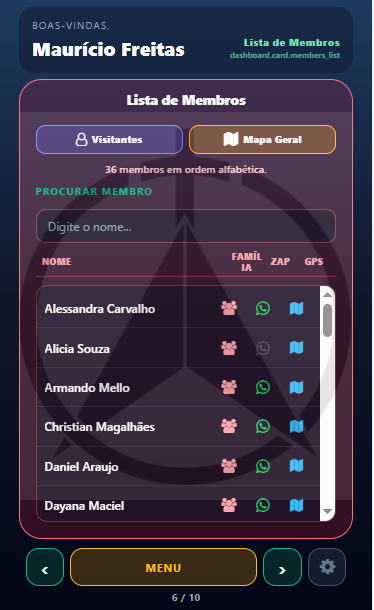 BOAS-VINDAS,
Maurício Freitas
Lista de Membros
dashboard.card.members_list
Lista de Membros
Visitantes
Mapa Geral
36 membros em ordem alfabética.
PROCURAR MEMBRO
Digite o nome...
NOME
FAMÍL
IA
ZAP
GPS
Alessandra Carvalho
Alicia Souza
Armando Mello
Christian Magalhães
Daniel Araujo
Dayana Maciel
‹
MENU
›
6 / 10